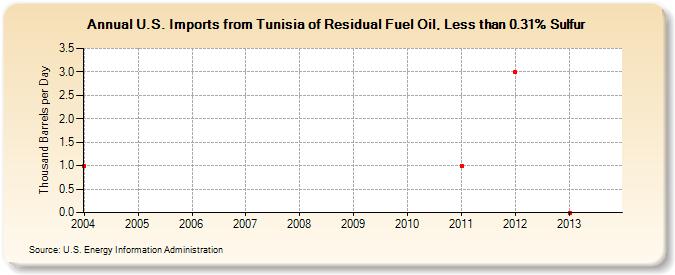 Annual U.S. Imports from Tunisia of Residual Fuel Oil, Less than 0.31% Sulfur
Thousand Barrels per Day
3.5
3.0
2.5
2.0
1.5
1.0
0.5
0.0
2004 2005 2006 2007 2008 2009 2010 2011 2012 2013
Source: U.S. Energy Information Administration